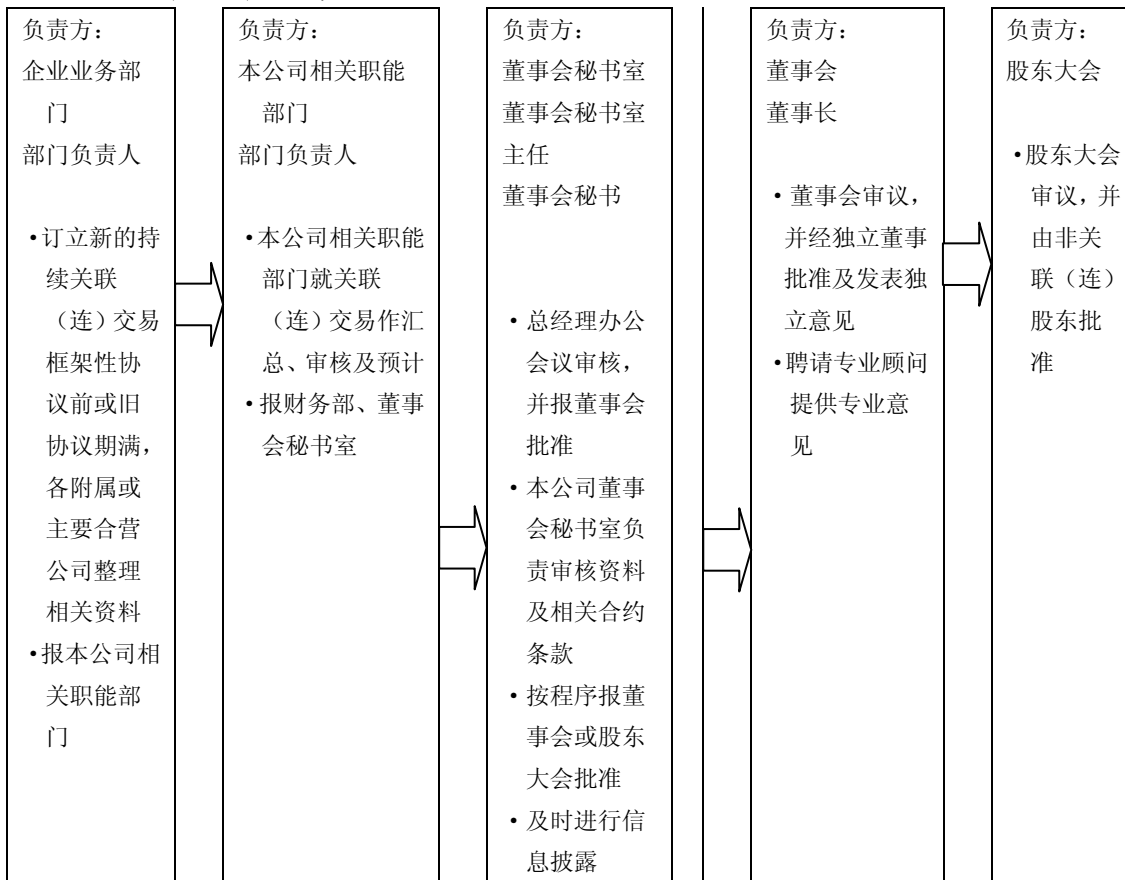 负责方：
企业业务部
门
部门负责人
•订立新的持
续关联
（连）交易
框架性协
议前或旧
协议期满，
各附属或
主要合营
公司整理
相关资料
•报本公司相
关职能部
门
负责方：
本公司相关职能
部门
部门负责人
•本公司相关职能
部门就关联
（连）交易作汇
总、审核及预计
•报财务部、董事
会秘书室
负责方：
董事会秘书室
董事会秘书室
主任
董事会秘书
•总经理办公
会议审核，
并报董事会
批准
•本公司董事
会秘书室负
责审核资料
及相关合约
条款
•按程序报董
事会或股东
大会批准
•及时进行信
息披露
负责方：
董事会
董事长
•董事会审议，
并经独立董事
批准及发表独
立意见
•聘请专业顾问
提供专业意
见
负责方：
股东大会
•股东大会
审议，并
由非关
联（连）
股东批
准